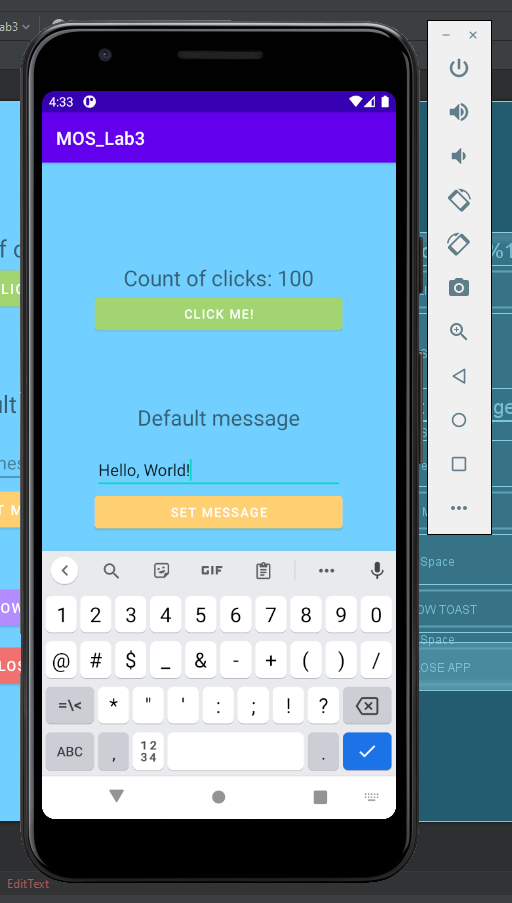 ab3
4:33
MOS_Lab3
Count of clicks: 100
CLICK ME!
Default message
Hello, World!
SET MESSAGE
GIF
1 2 3 4 5 6 7 8 9 0
@ # $ _ & - + ( ) /
=\< * " ' : ; ! ?
ABC , 12 34 .
Space
OW TOAST
Space
LOSE APP
EditText